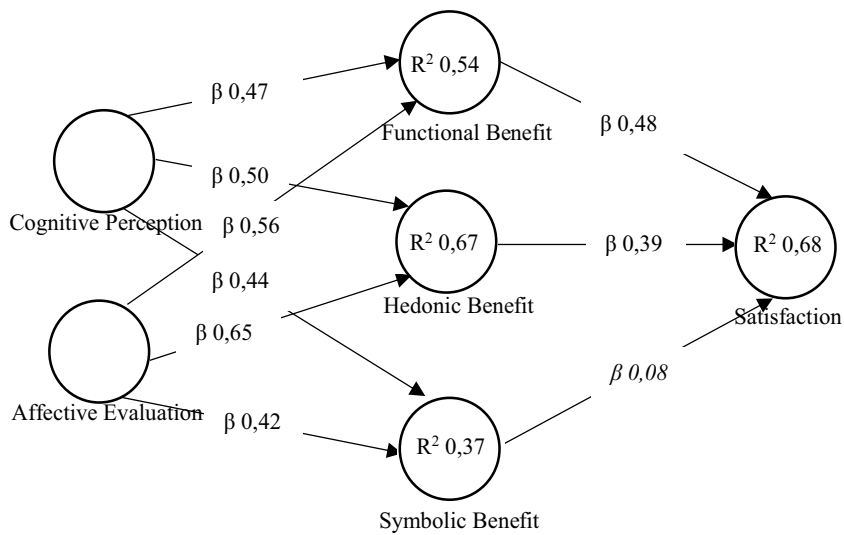 R² 0,54
β 0,47
Functional Benefit
β 0,48
β 0,50
Cognitive Perception
β 0,56
R² 0,67
β 0,39
R² 0,68
β 0,44
Hedonic Benefit
Satisfaction
β 0,65
β 0,08
Affective Evaluation
β 0,42
R² 0,37
Symbolic Benefit